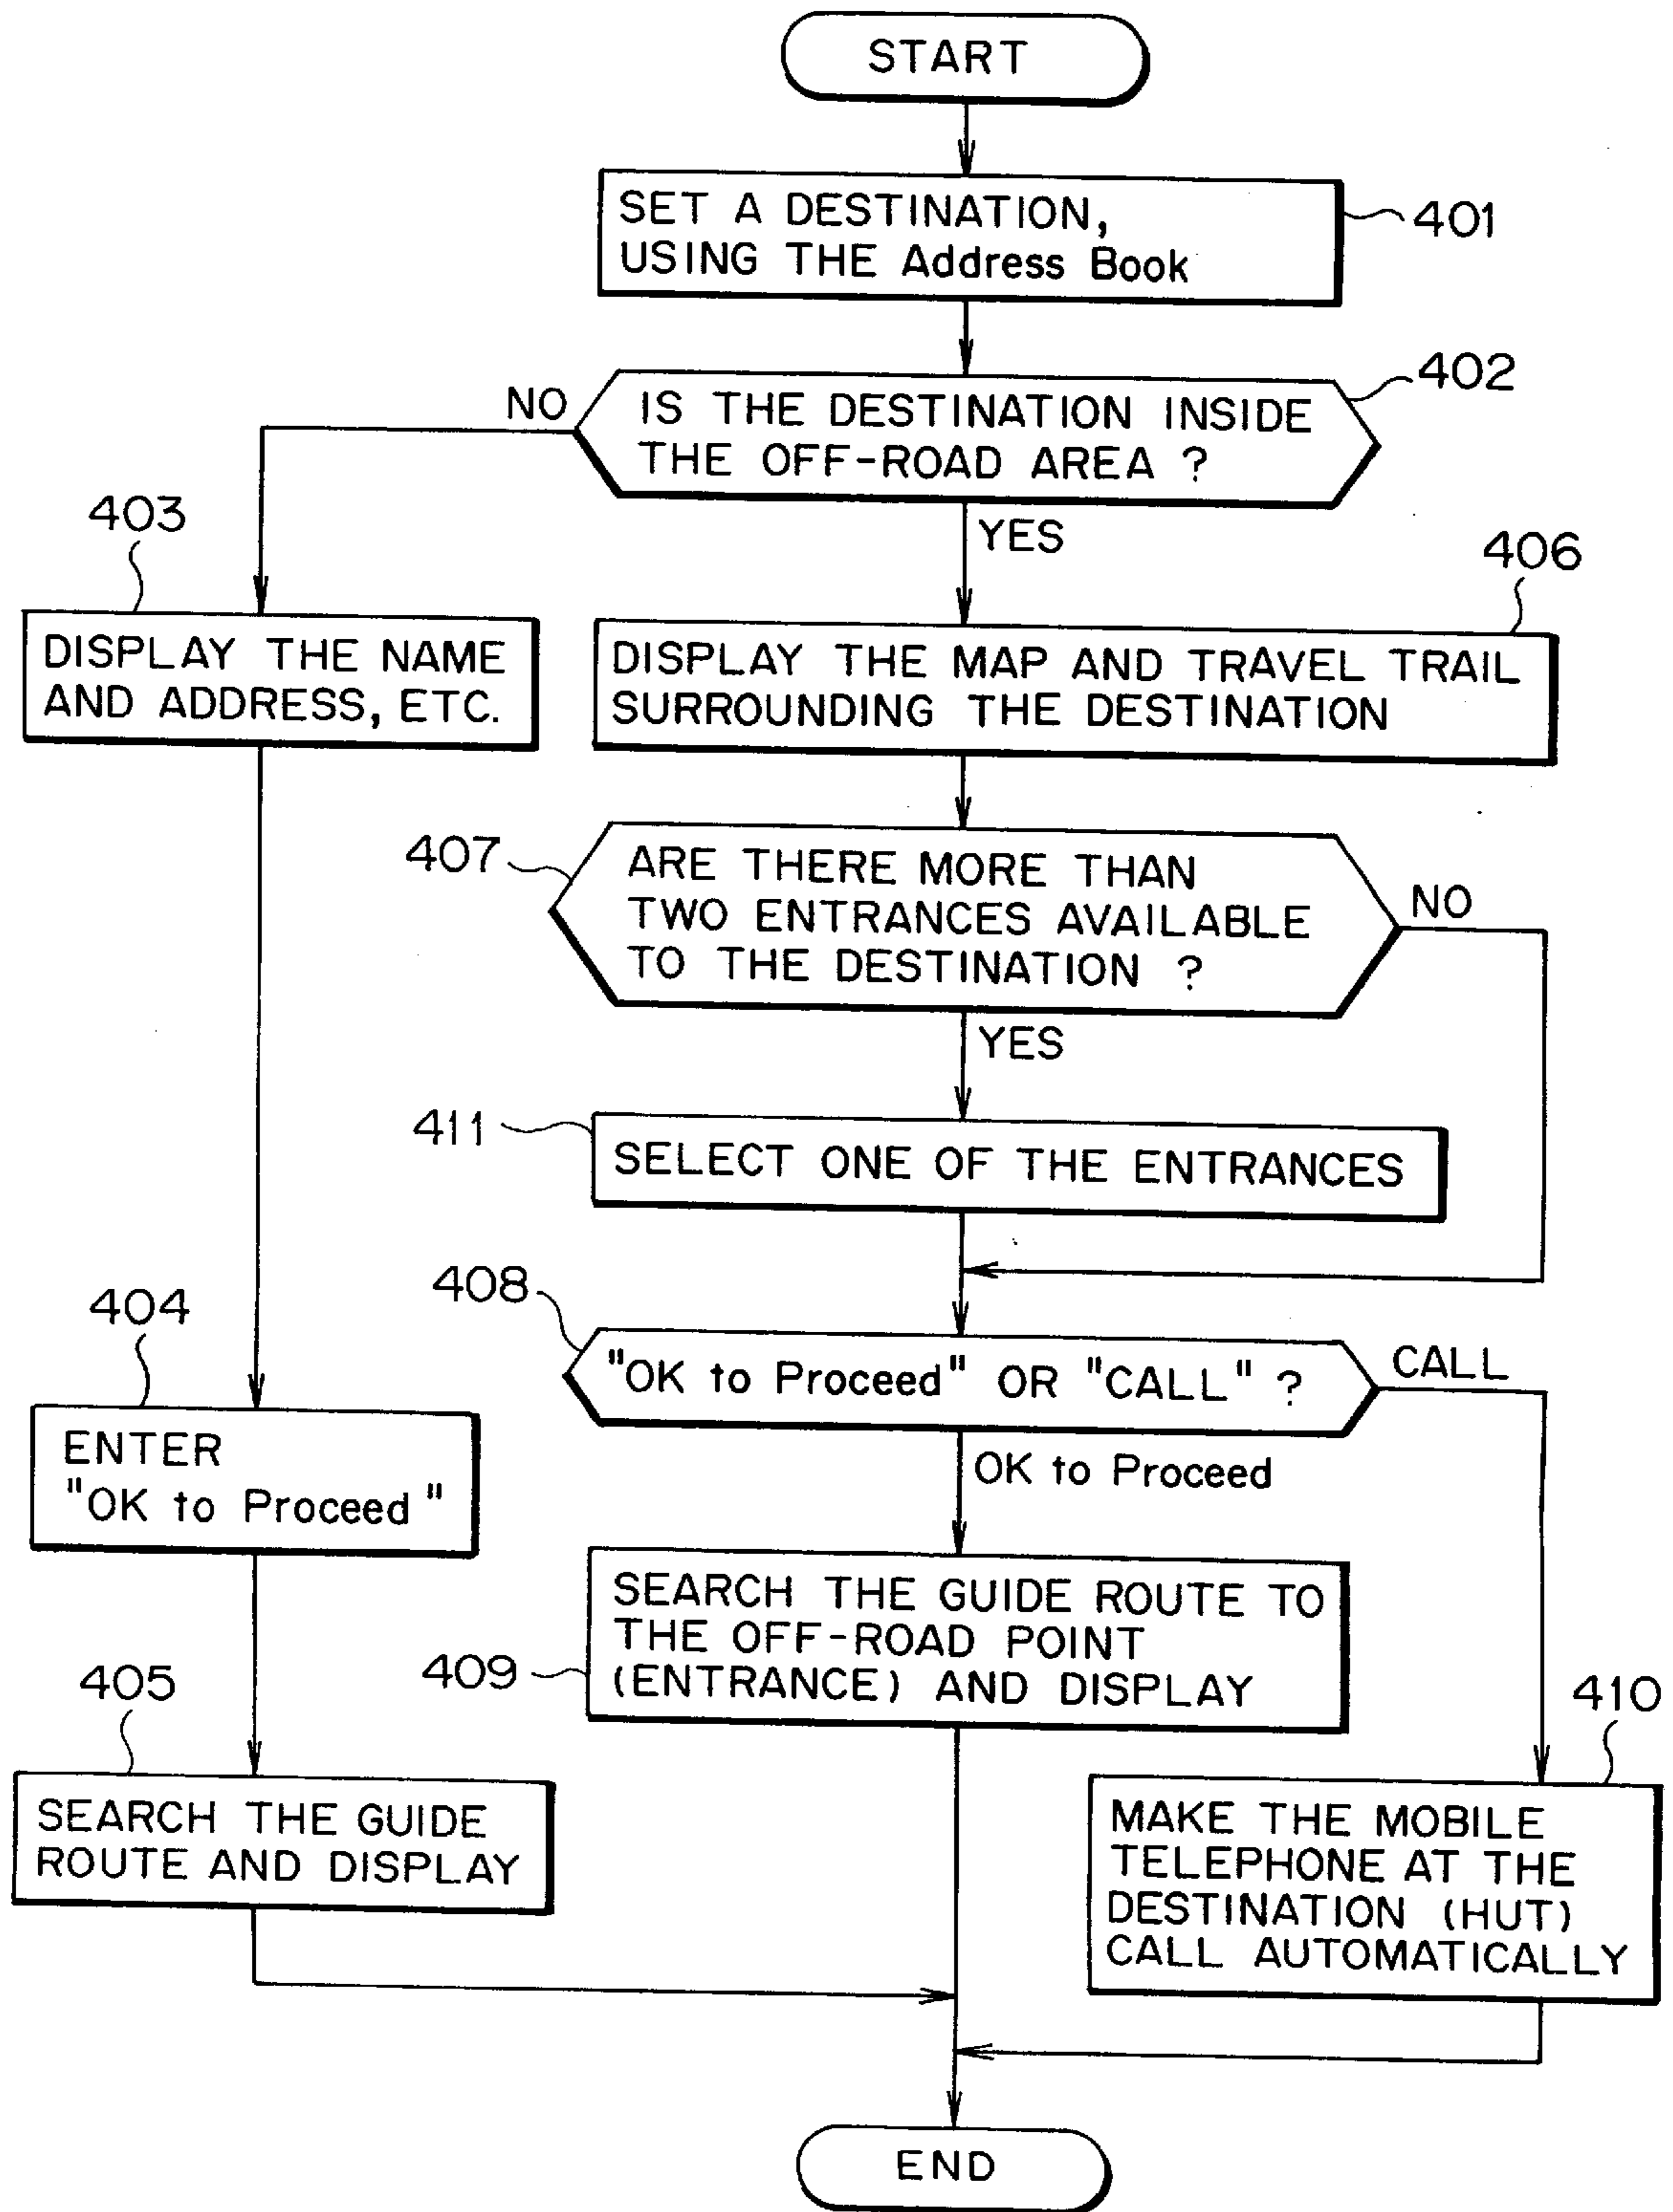 START
SET A DESTINATION,
USING THE Address Book
401
402
NO
IS THE DESTINATION INSIDE
THE OFF-ROAD AREA ?
YES
403
406
DISPLAY THE NAME
AND ADDRESS, ETC.
DISPLAY THE MAP AND TRAVEL TRAIL
SURROUNDING THE DESTINATION
407
ARE THERE MORE THAN
TWO ENTRANCES AVAILABLE
TO THE DESTINATION ?
NO
YES
411
SELECT ONE OF THE ENTRANCES
408
404
"OK to Proceed" OR "CALL" ?
CALL
ENTER
"OK to Proceed"
OK to Proceed
SEARCH THE GUIDE ROUTE TO
THE OFF-ROAD POINT
(ENTRANCE) AND DISPLAY
409
405
410
SEARCH THE GUIDE
ROUTE AND DISPLAY
MAKE THE MOBILE
TELEPHONE AT THE
DESTINATION (HUT)
CALL AUTOMATICALLY
END